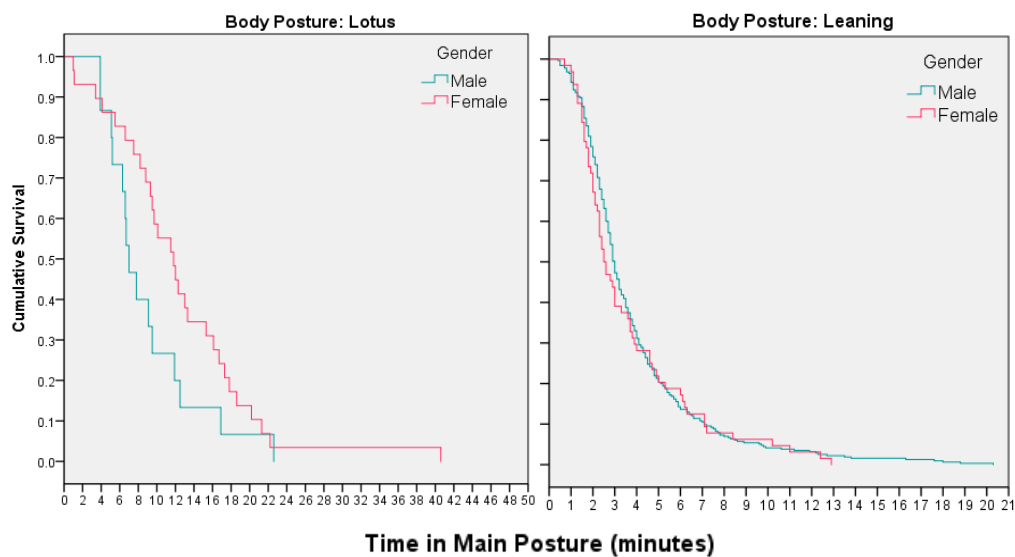 Body Posture: Lotus
Body Posture: Leaning
Gender
Male
Female
Gender
Male
Female
Cumulative Survival
1.0
0.9
0.8
0.7
0.6
0.5
0.4
0.3
0.2
0.1
0.0
0 2 4 6 8 10 12 14 16 18 20 22 24 26 28 30 32 34 36 38 40 42 44 46 48 50
0 1 2 3 4 5 6 7 8 9 10 11 12 13 14 15 16 17 18 19 20 21
Time in Main Posture (minutes)